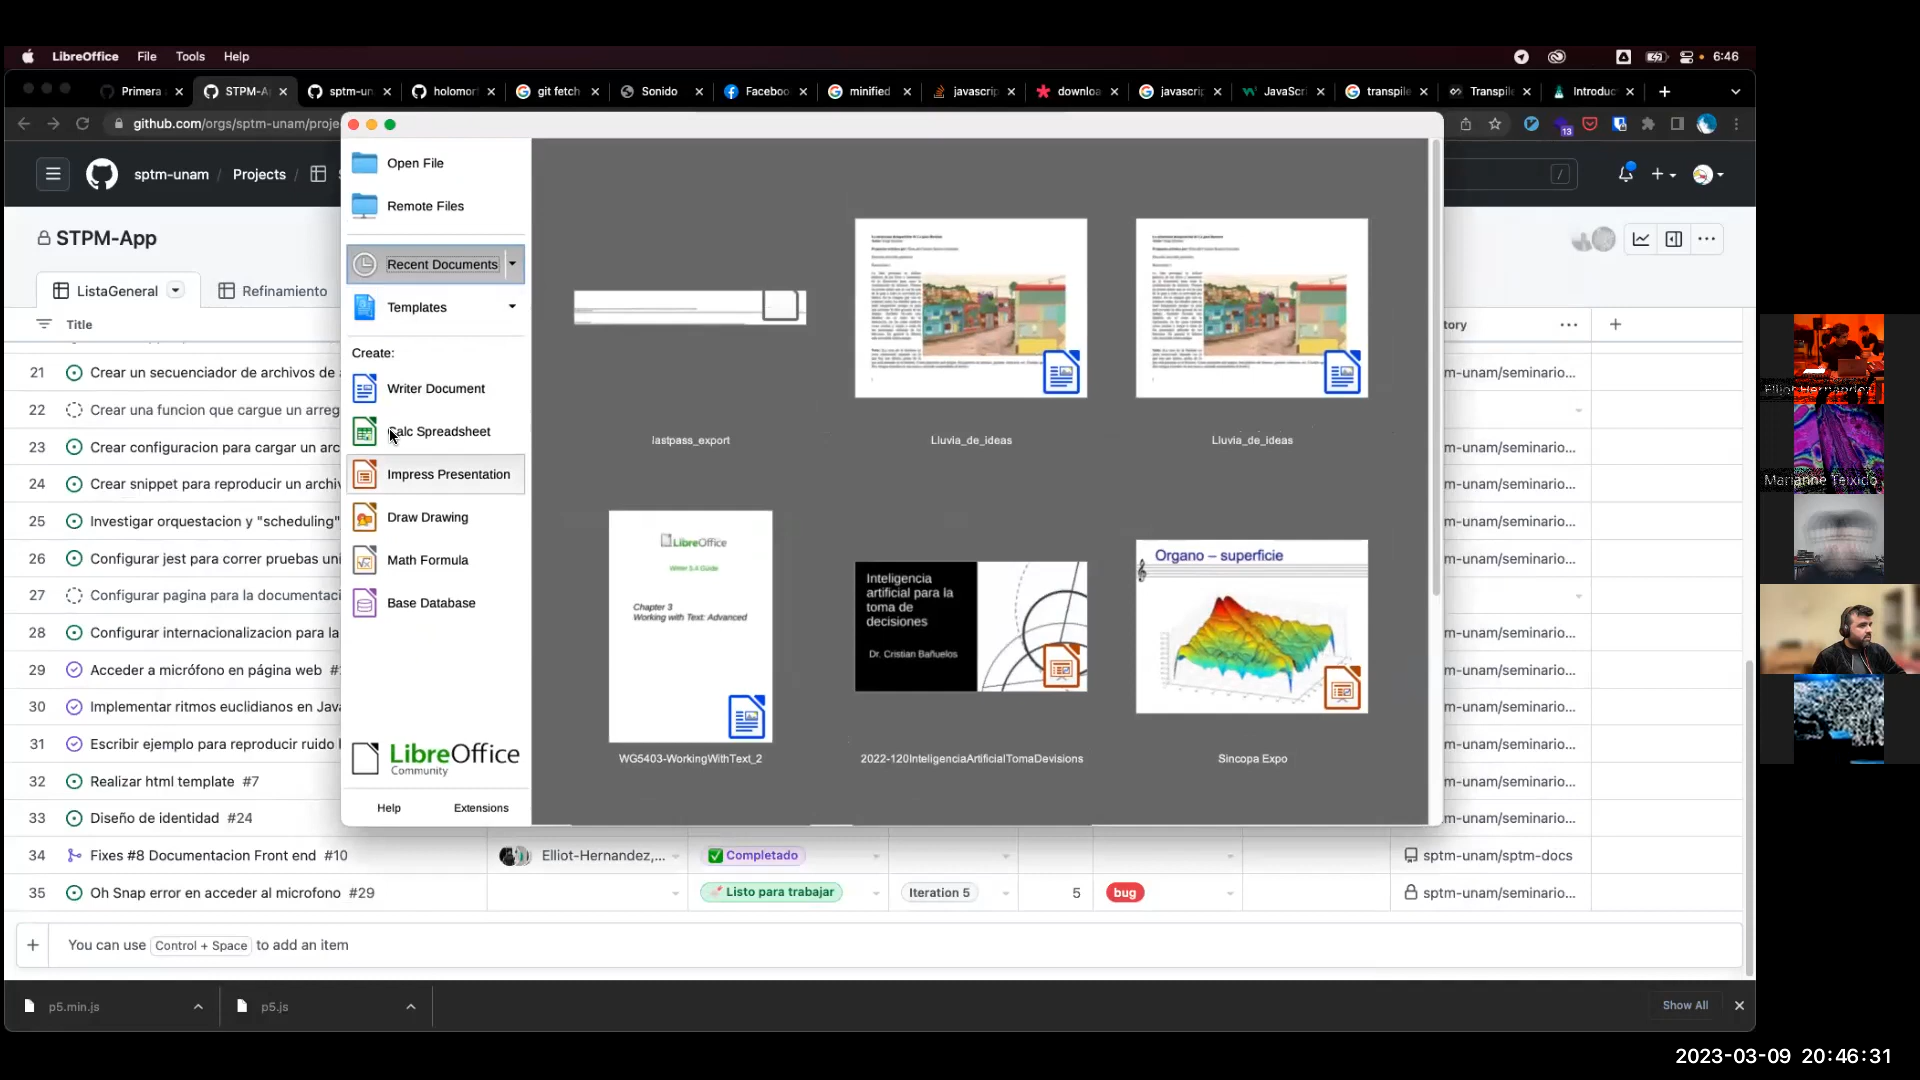 LibreOffice File Tools Help 6:46
Primera STPM-A sptm-un holomor git fetch Sonido Faceboo minified javascrip downloa javascrip JavaScri transpile Transpile Introduc
github.com/orgs/sptm-unam/proje 13
sptm-unam / Projects / /
STPM-App
ListaGeneral Refinamiento
Title tory
21 Crear un secuenciador de archivos de m-unam/seminario...
22 Crear una funcion que cargue un arreg
23 Crear configuracion para cargar un arc m-unam/seminario...
24 Crear snippet para reproducir un archiv m-unam/seminario...
25 Investigar orquestacion y "scheduling" m-unam/seminario...
26 Configurar jest para correr pruebas uni m-unam/seminario...
27 Configurar pagina para la documentaci
28 Configurar internacionalizacion para la m-unam/seminario...
29 Acceder a micrófono en página web m-unam/seminario...
30 Implementar ritmos euclidianos en Java m-unam/seminario...
31 Escribir ejemplo para reproducir ruido m-unam/seminario...
32 Realizar html template #7 m-unam/seminario...
33 Diseño de identidad #24 m-unam/seminario...
34 Fixes #8 Documentacion Front end #10 Elliot-Hernandez,... Completado sptm-unam/sptm-docs
35 Oh Snap error en acceder al microfono #29 Listo para trabajar Iteration 5 5 bug sptm-unam/seminario...
+ You can use Control + Space to add an item
p5.min.js p5.js Show All
Open File
Remote Files
Recent Documents
Templates
Create:
Writer Document
Calc Spreadsheet
Impress Presentation
Draw Drawing
Math Formula
Base Database
LibreOffice
Community
Help Extensions
lastpass_export
Lluvia_de_ideas
Lluvia_de_ideas
LibreOffice
Writer 5.4 Guide
Chapter 3
Working with Text: Advanced
WG5403-WorkingWithText_2
Inteligencia
artificial para la
toma de
decisiones
Dr. Cristian Bañuelos
2022-120InteligenciaArtificialTomaDevisions
Organo – superficie
Sincopa Expo
Elliot Hernandez
Marianne Teixido
2023-03-09 20:46:31